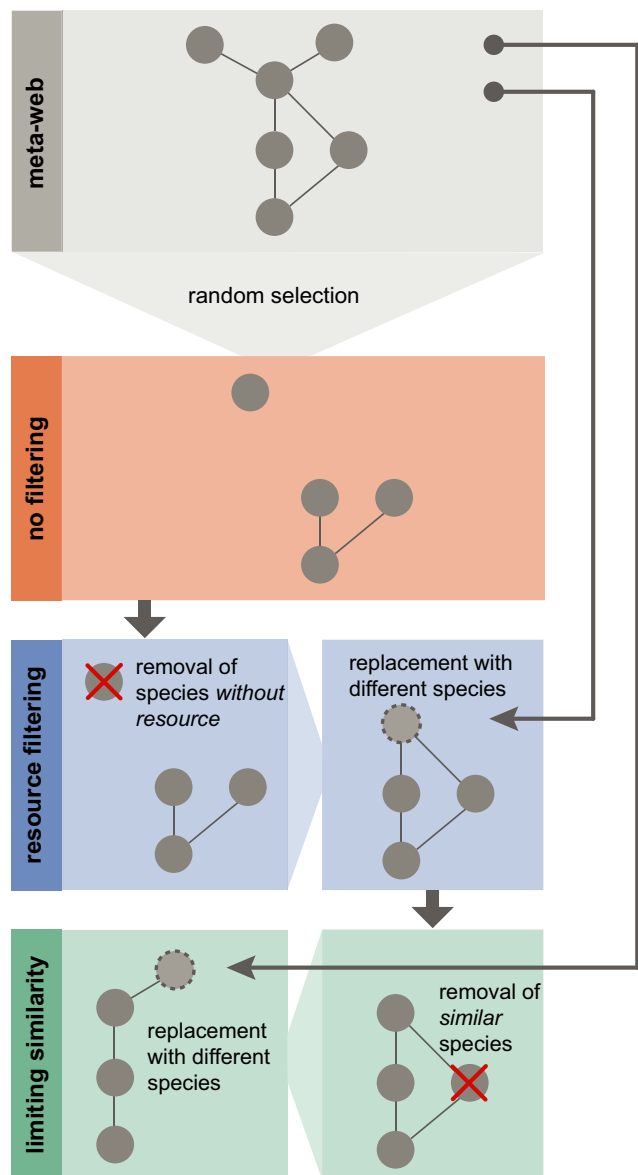 meta-web
random selection
no filtering
resource filtering
removal of
species without
resource
replacement with
different species
limiting similarity
replacement
with different
species
removal of
similar
species